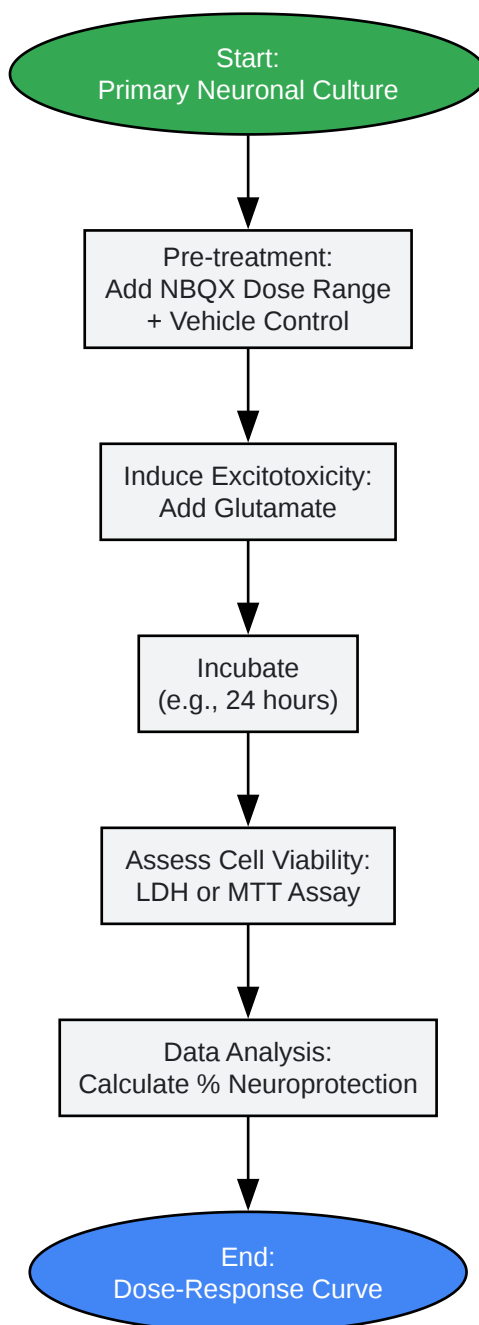 Start:
Primary Neuronal Culture
Pre-treatment:
Add NBQX Dose Range
+ Vehicle Control
Induce Excitotoxicity:
Add Glutamate
Incubate
(e.g., 24 hours)
Assess Cell Viability:
LDH or MTT Assay
Data Analysis:
Calculate % Neuroprotection
End:
Dose-Response Curve